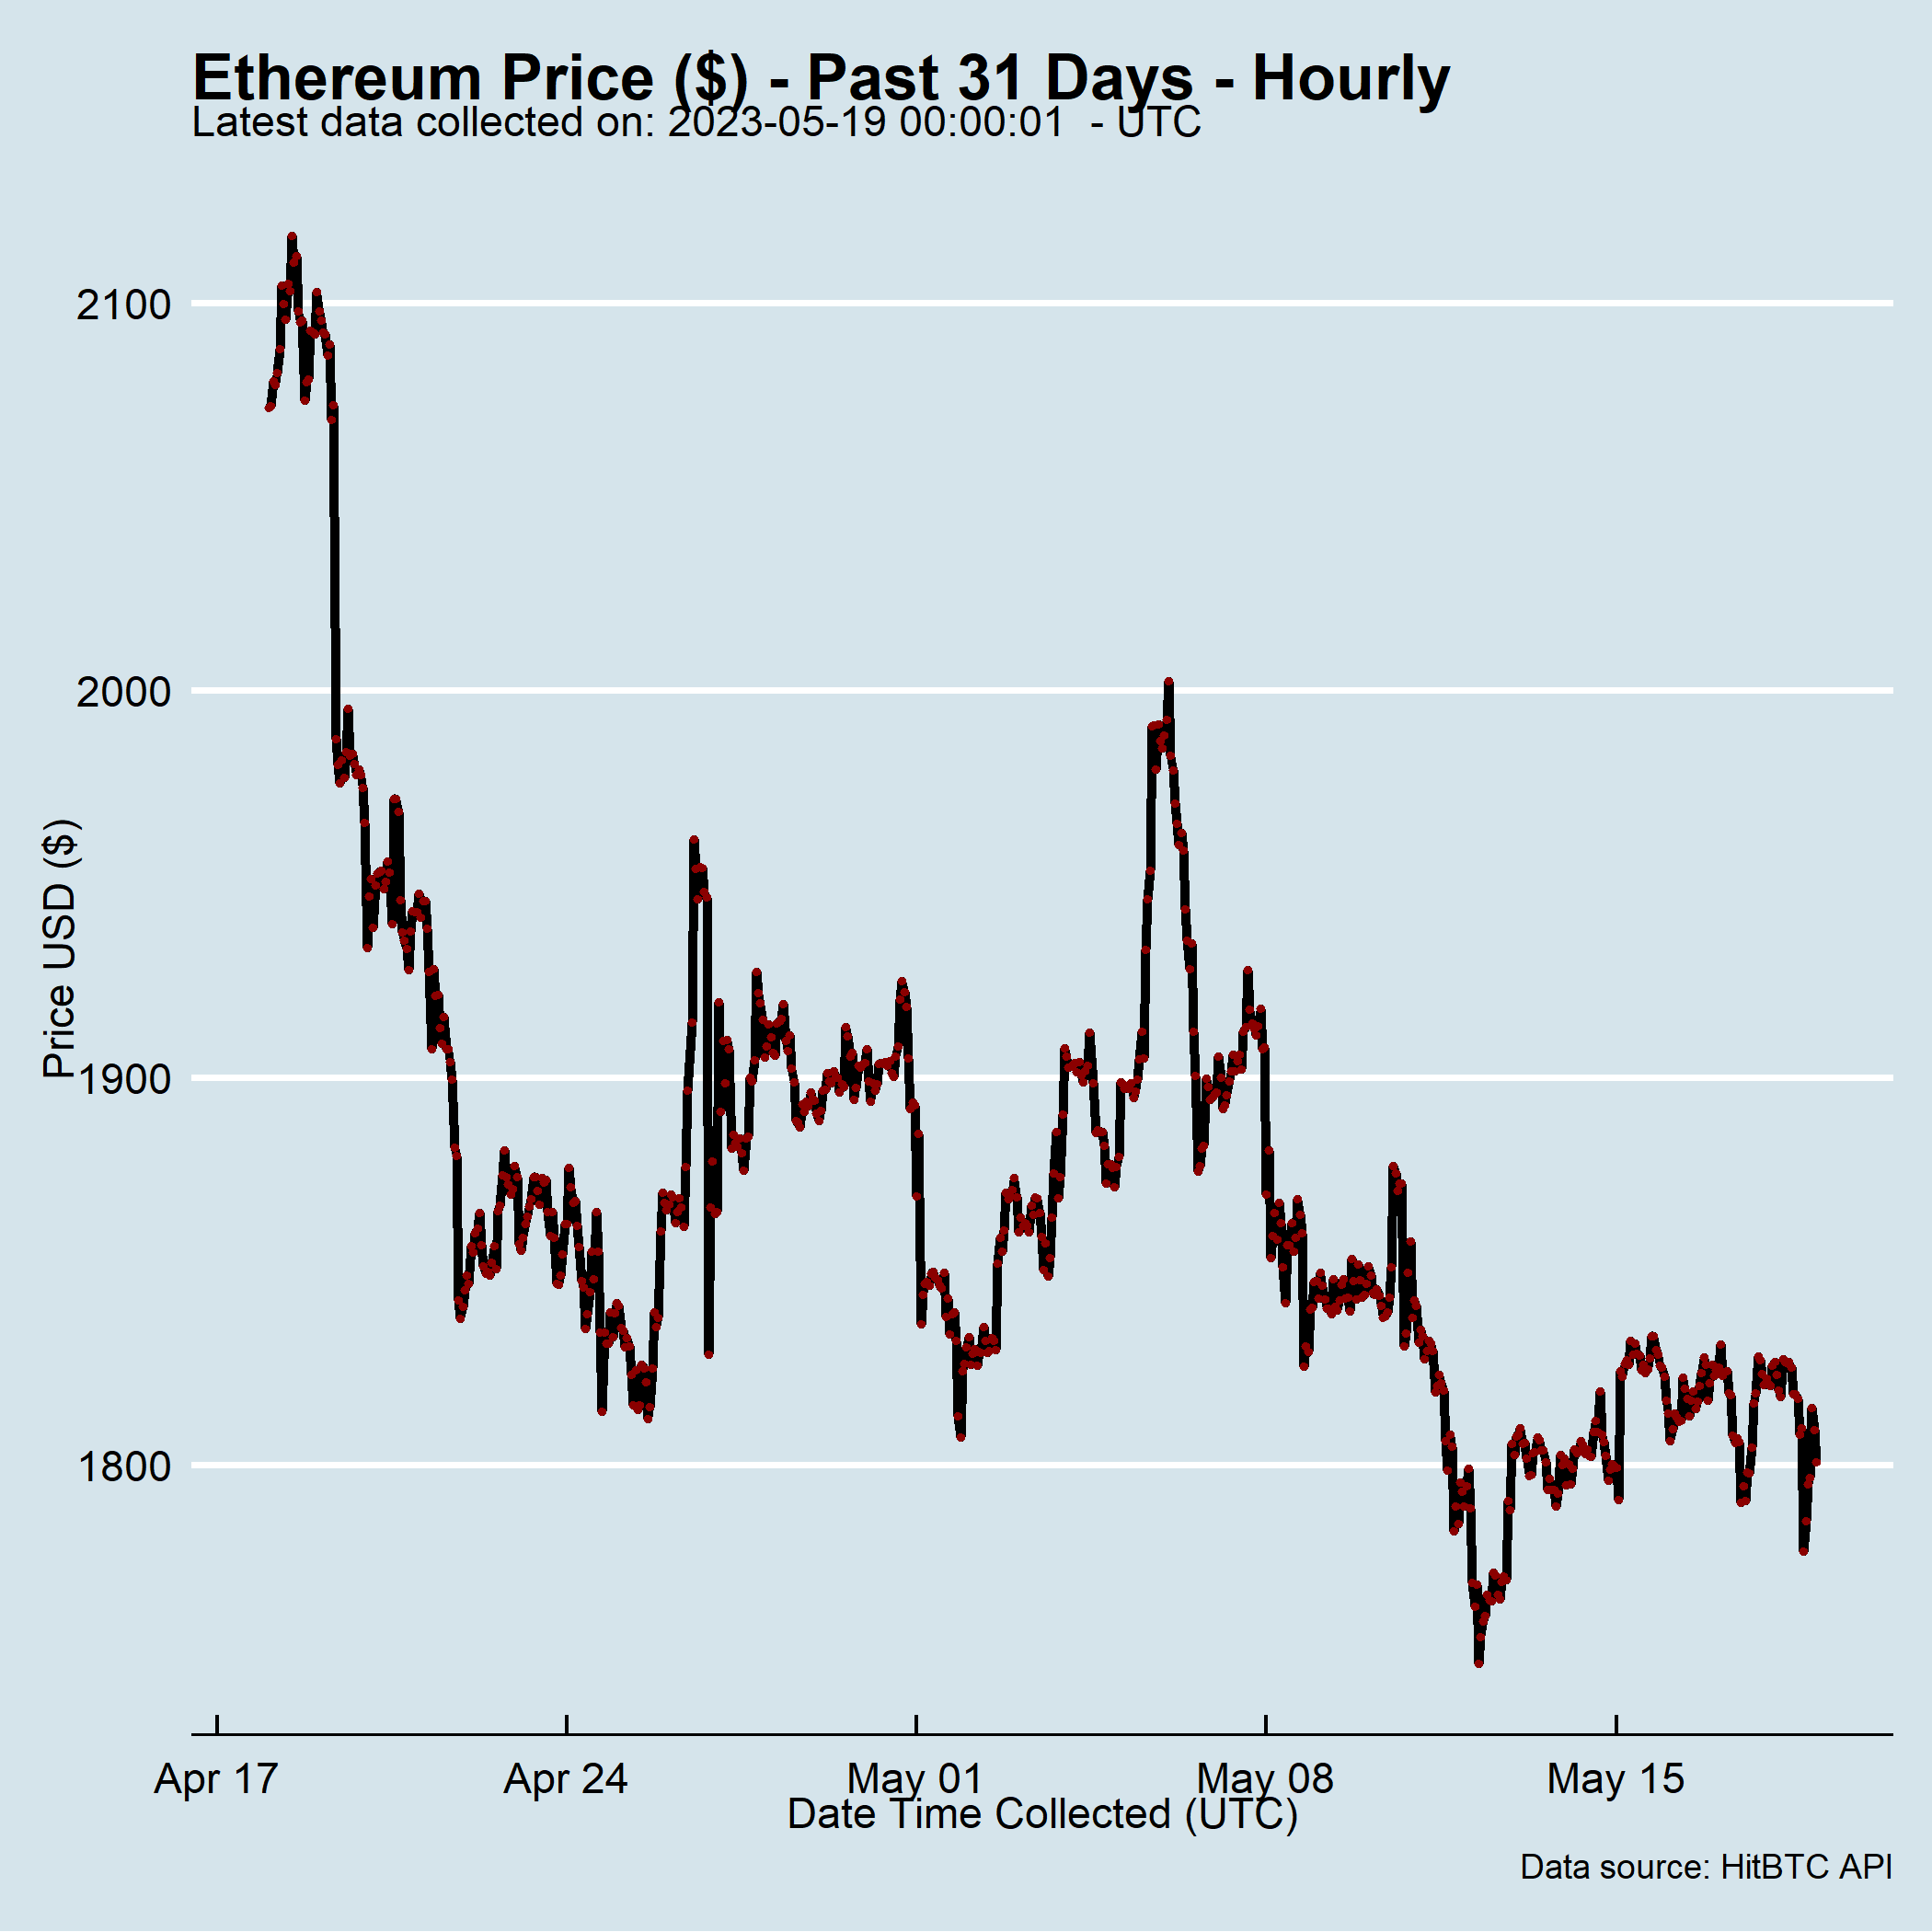 Ethereum Price ($) - Past 31 Days - Hourly
Latest data collected on: 2023-05-19 00:00:01  - UTC
2100
2000
1900
1800
Price USD ($)
Apr 17
Apr 24
May 01
May 08
May 15
Date Time Collected (UTC)
Data source: HitBTC API